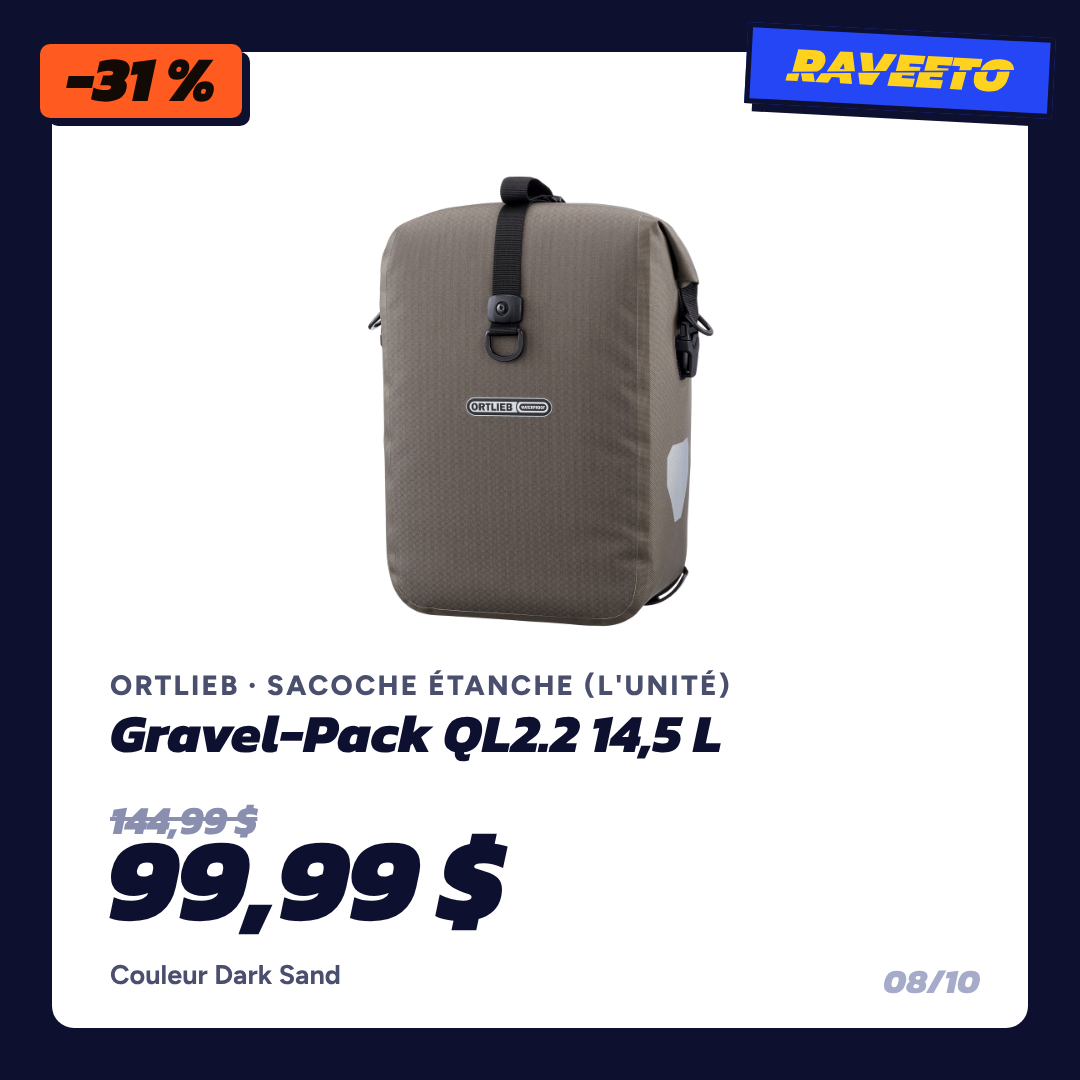 -31 %
RAVEETO
ORTLIEB WATERPROOF
ORTLIEB · SACOCHE ÉTANCHE (L'UNITÉ)
Gravel-Pack QL2.2 14,5 L
144,99 $
99,99 $
Couleur Dark Sand
08/10